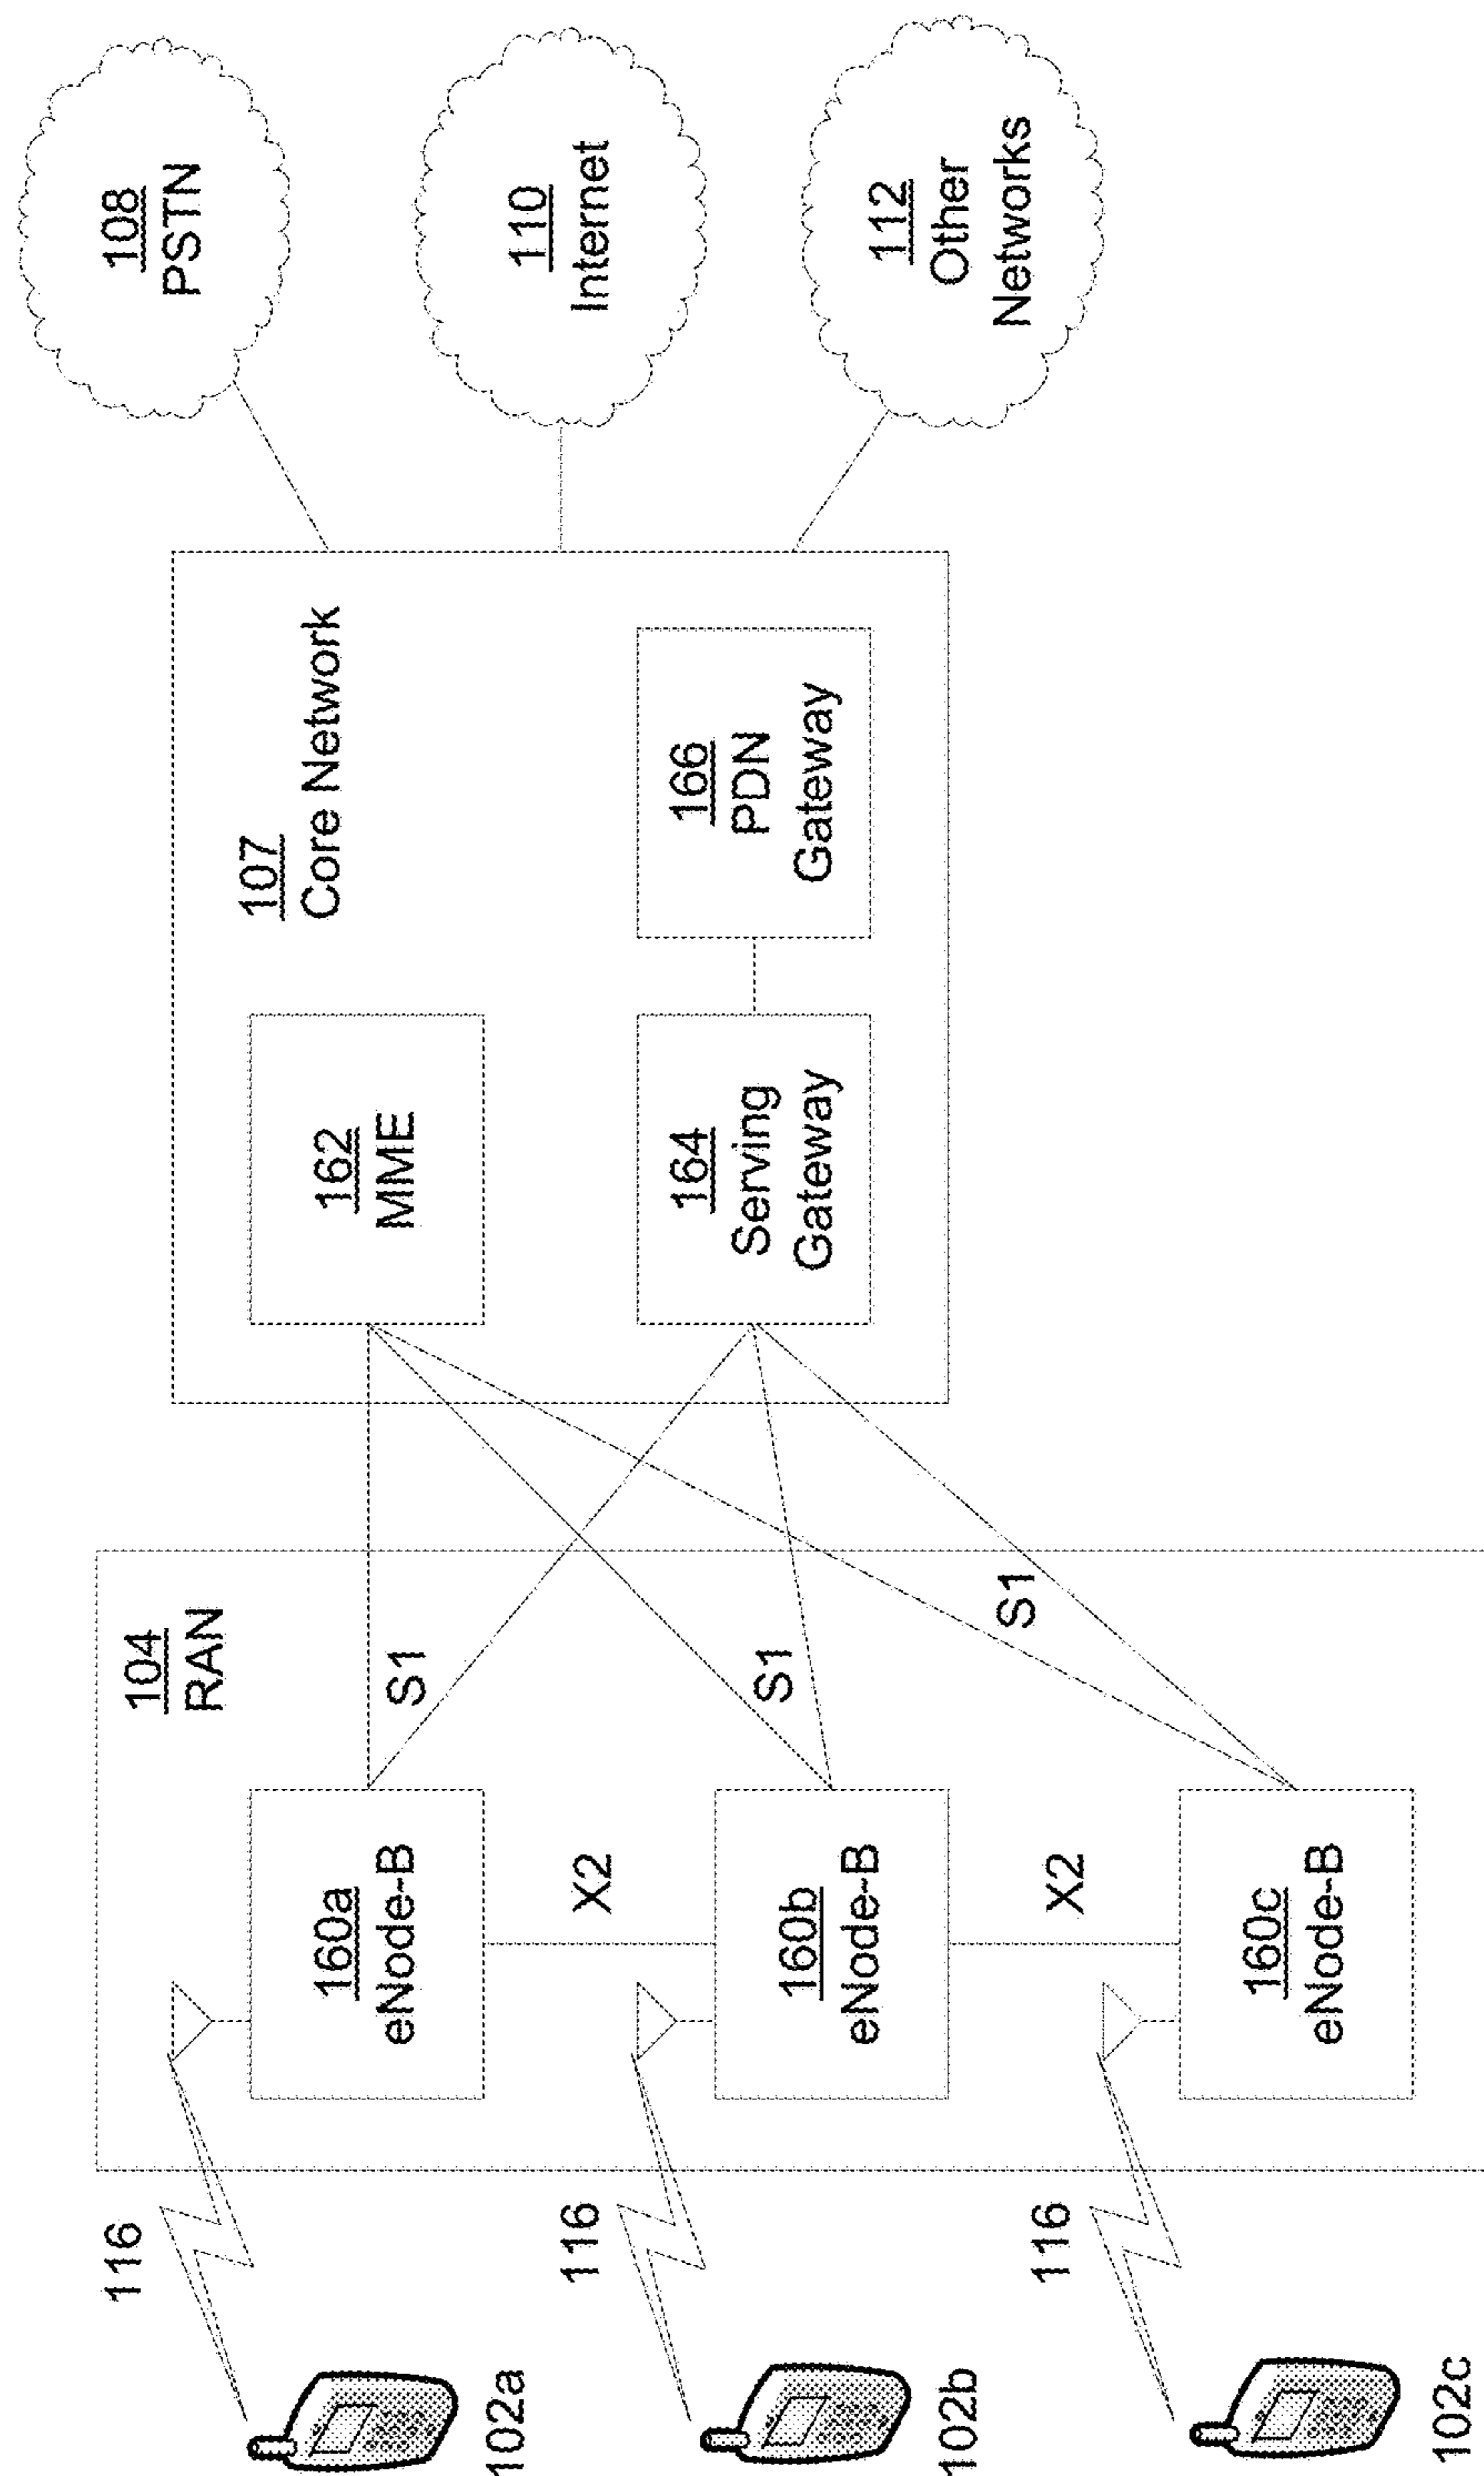 102a
102b
102c
116
116
116
104
RAN
160a
eNode-B
X2
160b
eNode-B
X2
160c
eNode-B
S1
S1
S1
107
Core Network
162
MME
164
Serving
Gateway
166
PDN
Gateway
108
PSTN
110
Internet
112
Other
Networks